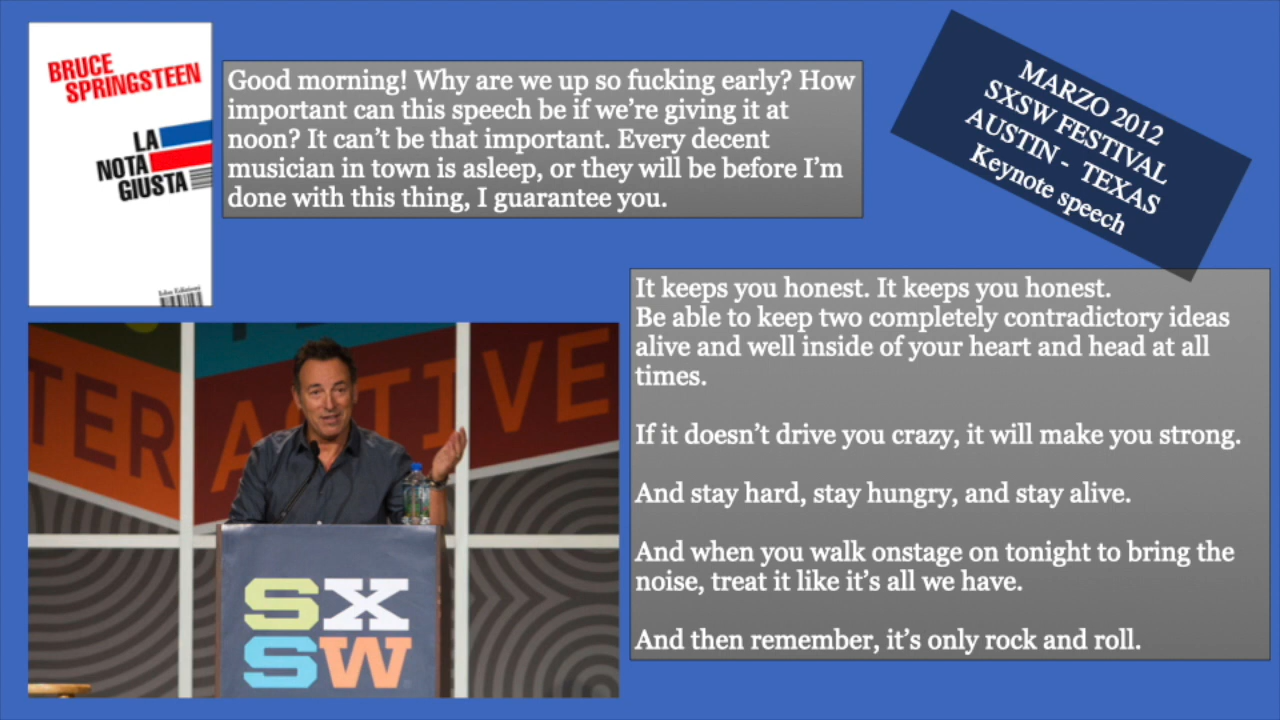 BRUCE
SPRINGSTEEN
LA
NOTA
GIUSTA
Good morning! Why are we up so fucking early? How
important can this speech be if we’re giving it at
noon? It can’t be that important. Every decent
musician in town is asleep, or they will be before I’m
done with this thing, I guarantee you.
MARZO 2012
SXSW FESTIVAL
AUSTIN - TEXAS
Keynote speech
It keeps you honest. It keeps you honest.
Be able to keep two completely contradictory ideas
alive and well inside of your heart and head at all
times.
If it doesn’t drive you crazy, it will make you strong.
And stay hard, stay hungry, and stay alive.
And when you walk onstage on tonight to bring the
noise, treat it like it’s all we have.
And then remember, it’s only rock and roll.
TERACTIVE
SX
SW